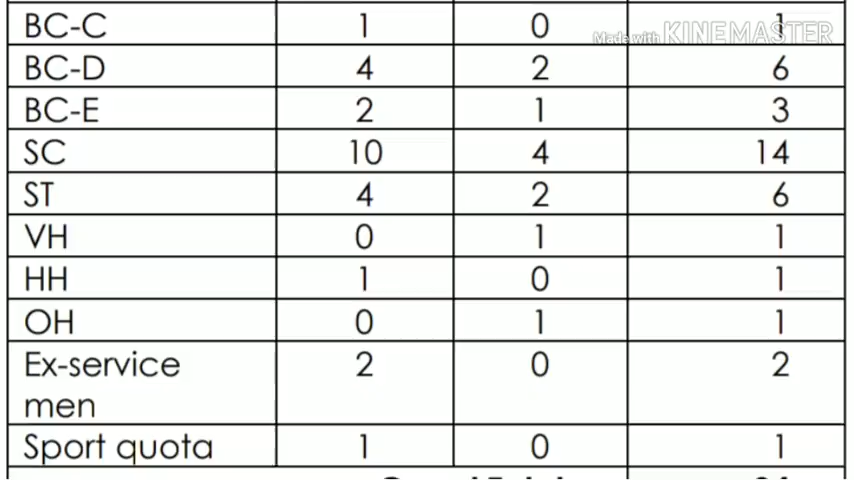 BC-C 1 0 1
Made with KINEMASTER
BC-D 4 2 6
BC-E 2 1 3
SC 10 4 14
ST 4 2 6
VH 0 1 1
HH 1 0 1
OH 0 1 1
Ex-service 2 0 2
men
Sport quota 1 0 1